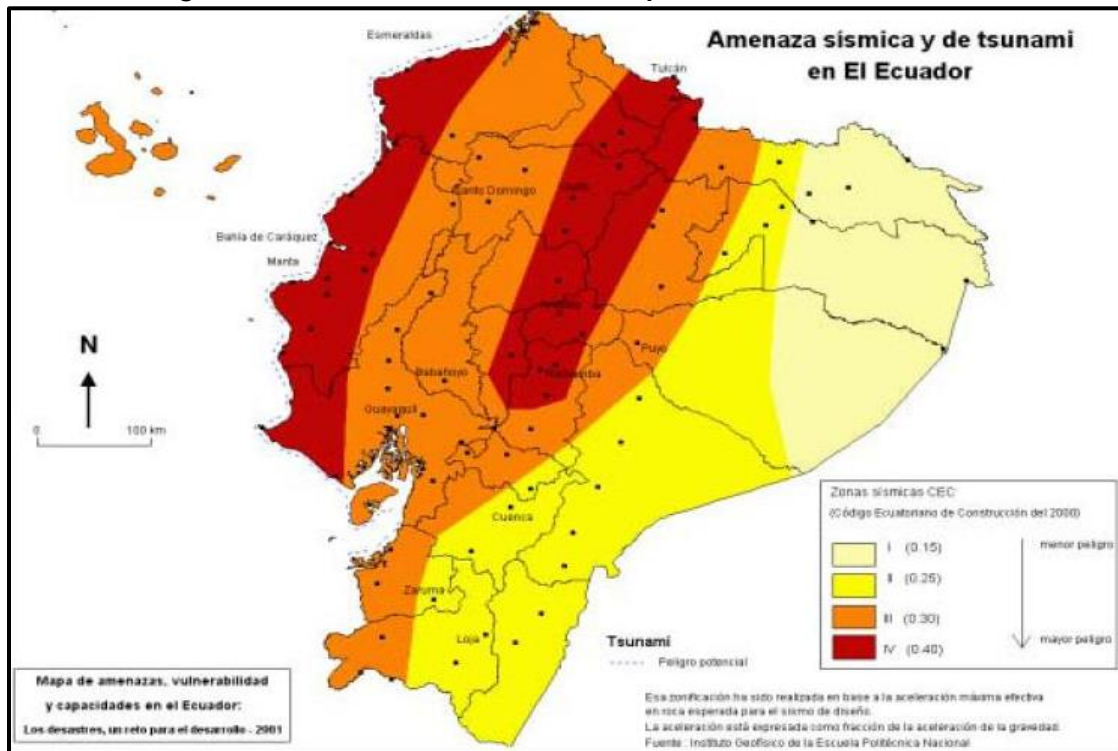 Amenaza sísmica y de tsunami
en El Ecuador
Esmeraldas
Tulcán
Santo Domingo
Bahía de Caráquez
Manta
N
0 100 km
Puyo
Babahoyo
Guayaquil
Cuenca
Zaruma
Loja
Zonas sísmicas CEC
(Código Ecuatoriano de Construcción del 2000)
I (0.15)
menor peligro
II (0.25)
III (0.30)
IV (0.40)
mayor peligro
Tsunami
Peligro potencial
Mapa de amenazas, vulnerabilidad
y capacidades en el Ecuador:
Los desastres, un reto para el desarrollo - 2001
Esa zonificación ha sido realizada en base a la aceleración máxima efectiva
en roca esperada para el sismo de diseño.
La aceleración está expresada como fracción de la aceleración de la gravedad.
Fuente: Instituto Geofísico de la Escuela Politécnica Nacional